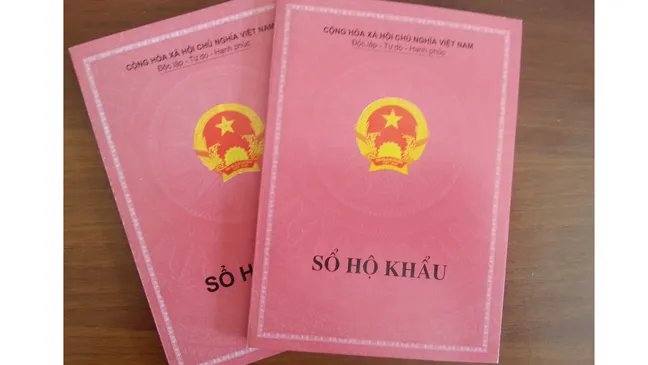 CỘNG HÒA XÃ HỘI CHỦ NGHĨA VIỆT NAM
Độc lập - Tự do - Hạnh phúc
SỔ H
CỘNG HÒA XÃ HỘI CHỦ NGHĨA VIỆT NAM
Độc lập - Tự do - Hạnh phúc
SỔ HỘ KHẨU